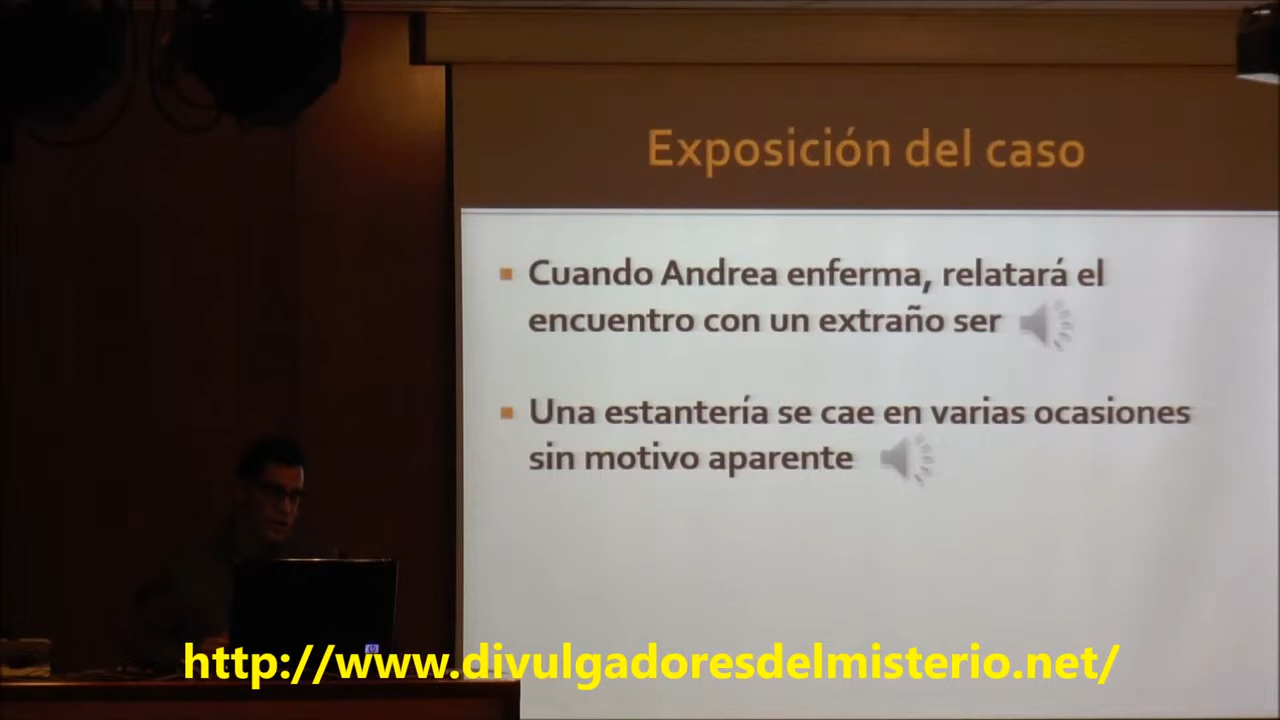 Exposición del caso
Cuando Andrea enferma, relatará el
encuentro con un extraño ser
Una estantería se cae en varias ocasiones
sin motivo aparente
http://www.divulgadoresdelmisterio.net/